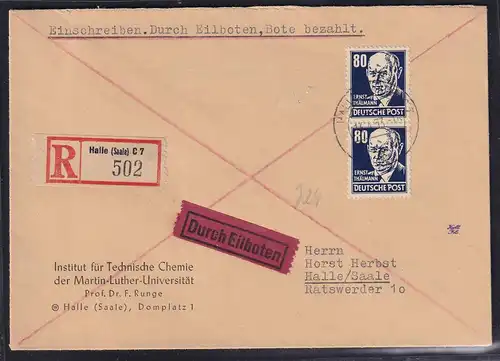 Einschreiben.Durch Eilboten,Bote bezahlt.
80
ERNST THÄLMANN
DEUTSCHE POST
80
ERNST THÄLMANN
DEUTSCHE POST
R
Halle (Saale) C 7
502
324
Durch Eilboten
Institut für Technische Chemie
der Martin-Luther-Universität
Prof. Dr. F. Runge
Halle (Saale), Domplatz 1
Herrn
Horst Herbst
Halle/Saale
Ratswerder 1o